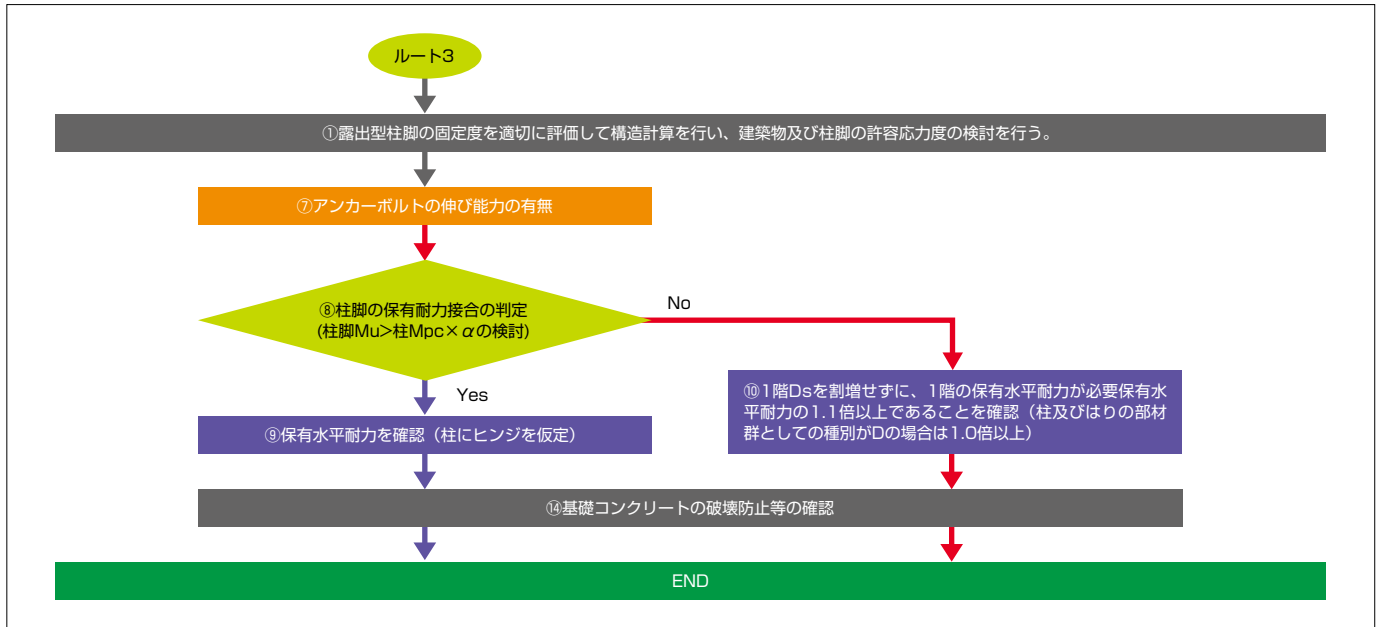 ルート3
①露出型柱脚の固定度を適切に評価して構造計算を行い、建築物及び柱脚の許容応力度の検討を行う。
⑦アンカーボルトの伸び能力の有無
⑧柱脚の保有耐力接合の判定
(柱脚Mu>柱Mpc×αの検討)
No
Yes
⑨保有水平耐力を確認（柱にヒンジを仮定）
⑩1階Dsを割増せずに、1階の保有水平耐力が必要保有水
平耐力の1.1倍以上であることを確認（柱及びはりの部材
群としての種別がDの場合は1.0倍以上）
⑭基礎コンクリートの破壊防止等の確認
END